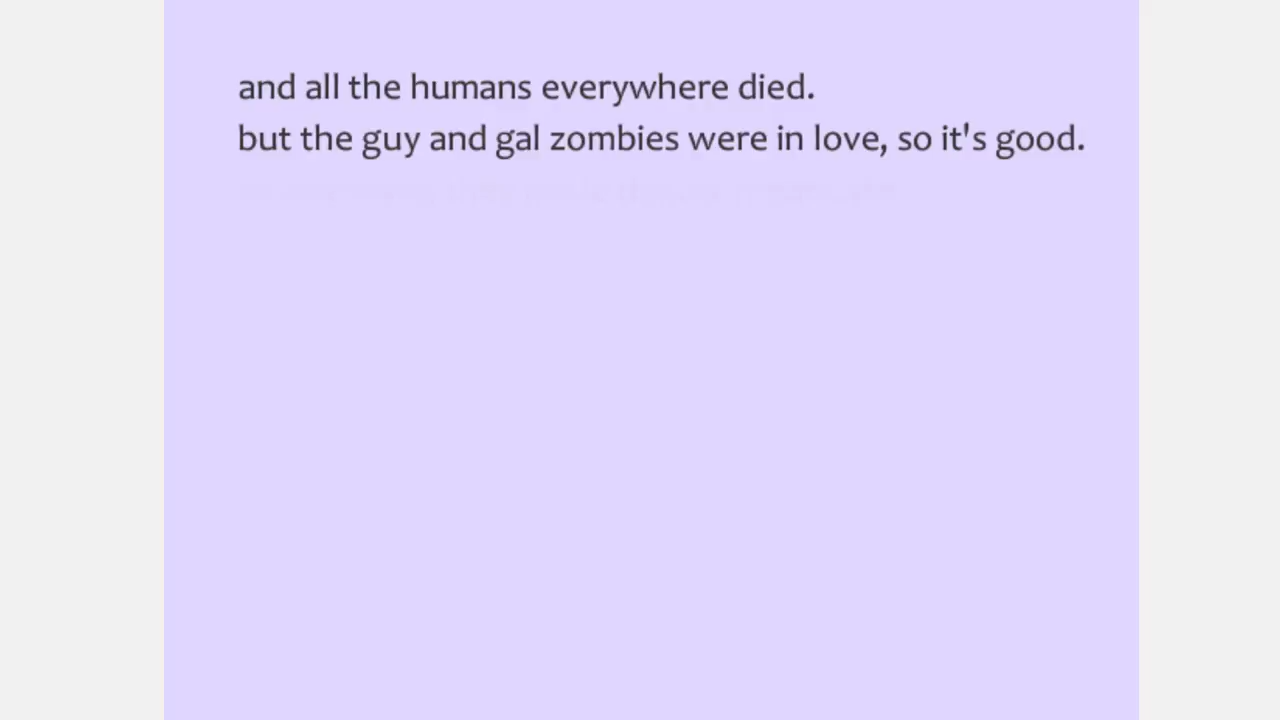 and all the humans everywhere died.
but the guy and gal zombies were in love, so it's good.